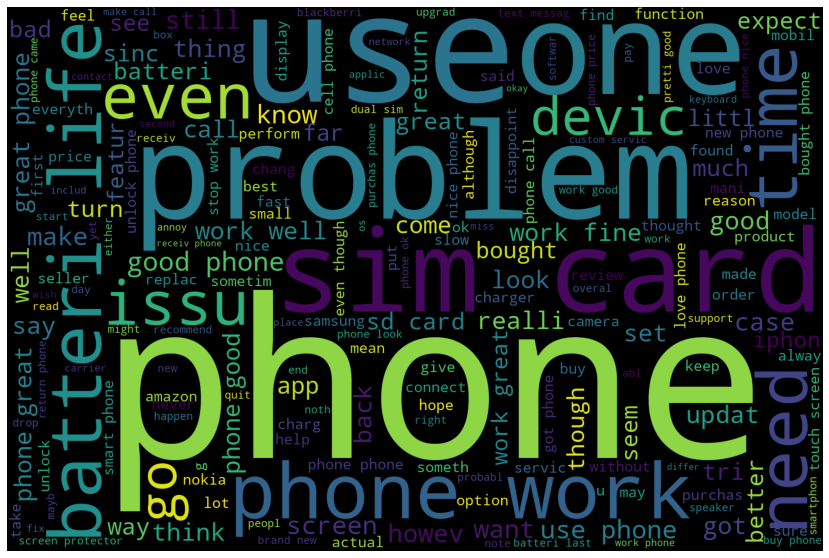 feel
make call
blackberri
text messag
upgrad
function
find
bad
see
still
box
display
network
applic
phone price
pay
okay
softwar
pretti good
mobil
expect
phone came
contact
sinc
thing
batteri
cell phone
return
said
love
phone nice
keyboard
useone
even
devic
time
batteri life
great phone
everyth
call
know
great
dual sim
custom servic
littl
new phone
bought phone
first
price
second
receiv
perform
far
although
disappoint
phone call
found
much
mani
reason
includ
featur
unlock phone
stop work
chang
best
fast
small
nice phone
purchas phone
work good
problem
turn
start
yet
either
annoy
receiv phone
os
come
ok
slow
miss
work
thought
good
model
product
make
work well
work fine
well
seller
nice
good phone
even though
put
phone ok
bought
look
charger
overal
review
love phone
made
order
support
wish
day
read
replac
sometim
sim card
issu
say
might
recommend
place
samsung
sd card
realli
camera
set
case
phone look
mean
iphon
alway
carrier
new
return phone
drop
phone great
smart phone
amazon
never
happen
quit
phone good
end
noth
app
give
connect
hope
right
back
work great
buy
abl
got phone
though
seem
keep
updat
touch screen
need
phone
go
nokia
lot
charg
help
phone phone
someth
servic
option
probabl
without
u
may
differ
tri
purchas
better
smartphon
take
mayb
unlock
fix
way
think
g
peopl
screen
brand new
screen protector
howev
actual
want
phone work
use phone
note
batteri last
work phone
speaker
got
sure
buy phone